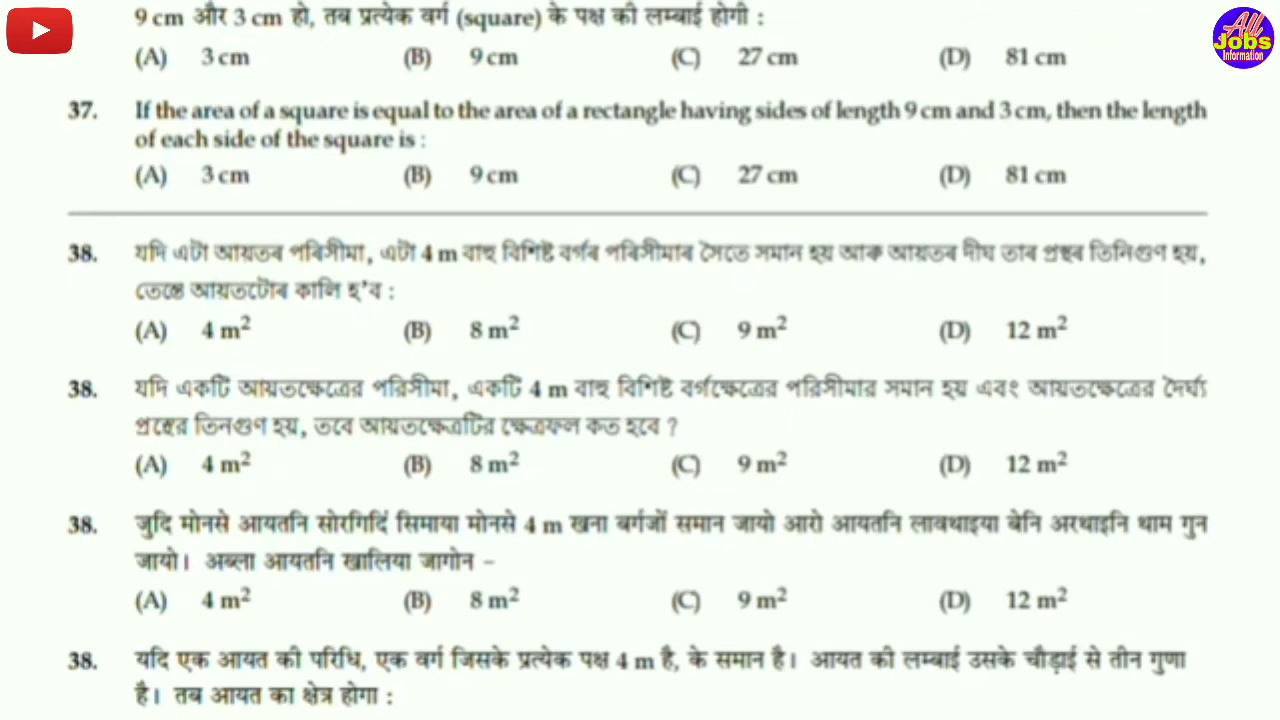 9 cm और 3 cm हो, तब प्रत्येक वर्ग (square) के पक्ष की लम्बाई होगी :
All
Jobs
Information
(A) 3 cm (B) 9 cm (C) 27 cm (D) 81 cm
37. If the area of a square is equal to the area of a rectangle having sides of length 9 cm and 3 cm, then the length
of each side of the square is :
(A) 3 cm (B) 9 cm (C) 27 cm (D) 81 cm
38. যদি এটা আয়তৰ পৰিসীমা, এটা 4 m বাহু বিশিষ্ট বৰ্গৰ পৰিসীমাৰ সৈতে সমান হয় আৰু আয়তৰ দীঘ তাৰ প্ৰস্থৰ তিনিগুণ হয়,
তেন্তে আয়তটোৰ কালি হ'ব :
(A) 4 m² (B) 8 m² (C) 9 m² (D) 12 m²
38. যদি একটি আয়তক্ষেত্রের পরিসীমা, একটি 4 m বাহু বিশিষ্ট বর্গক্ষেত্রের পরিসীমার সমান হয় এবং আয়তক্ষেত্রের দৈর্ঘ্য
প্রস্থের তিনগুণ হয়, তবে আয়তক্ষেত্রটির ক্ষেত্রফল কত হবে ?
(A) 4 m² (B) 8 m² (C) 9 m² (D) 12 m²
38. जुदि मोनसे आयतनि सोरगिदिं सिमाया मोनसे 4 m खना बर्गजों समान जायो आरो आयतनि लावथाइया बेनि अरथाइनि थाम गुन
जायो। अब्ला आयतनि खालिया जागोन –
(A) 4 m² (B) 8 m² (C) 9 m² (D) 12 m²
38. यदि एक आयत की परिधि, एक वर्ग जिसके प्रत्येक पक्ष 4 m है, के समान है। आयत की लम्बाई उसके चौड़ाई से तीन गुणा
है। तब आयत का क्षेत्र होगा :